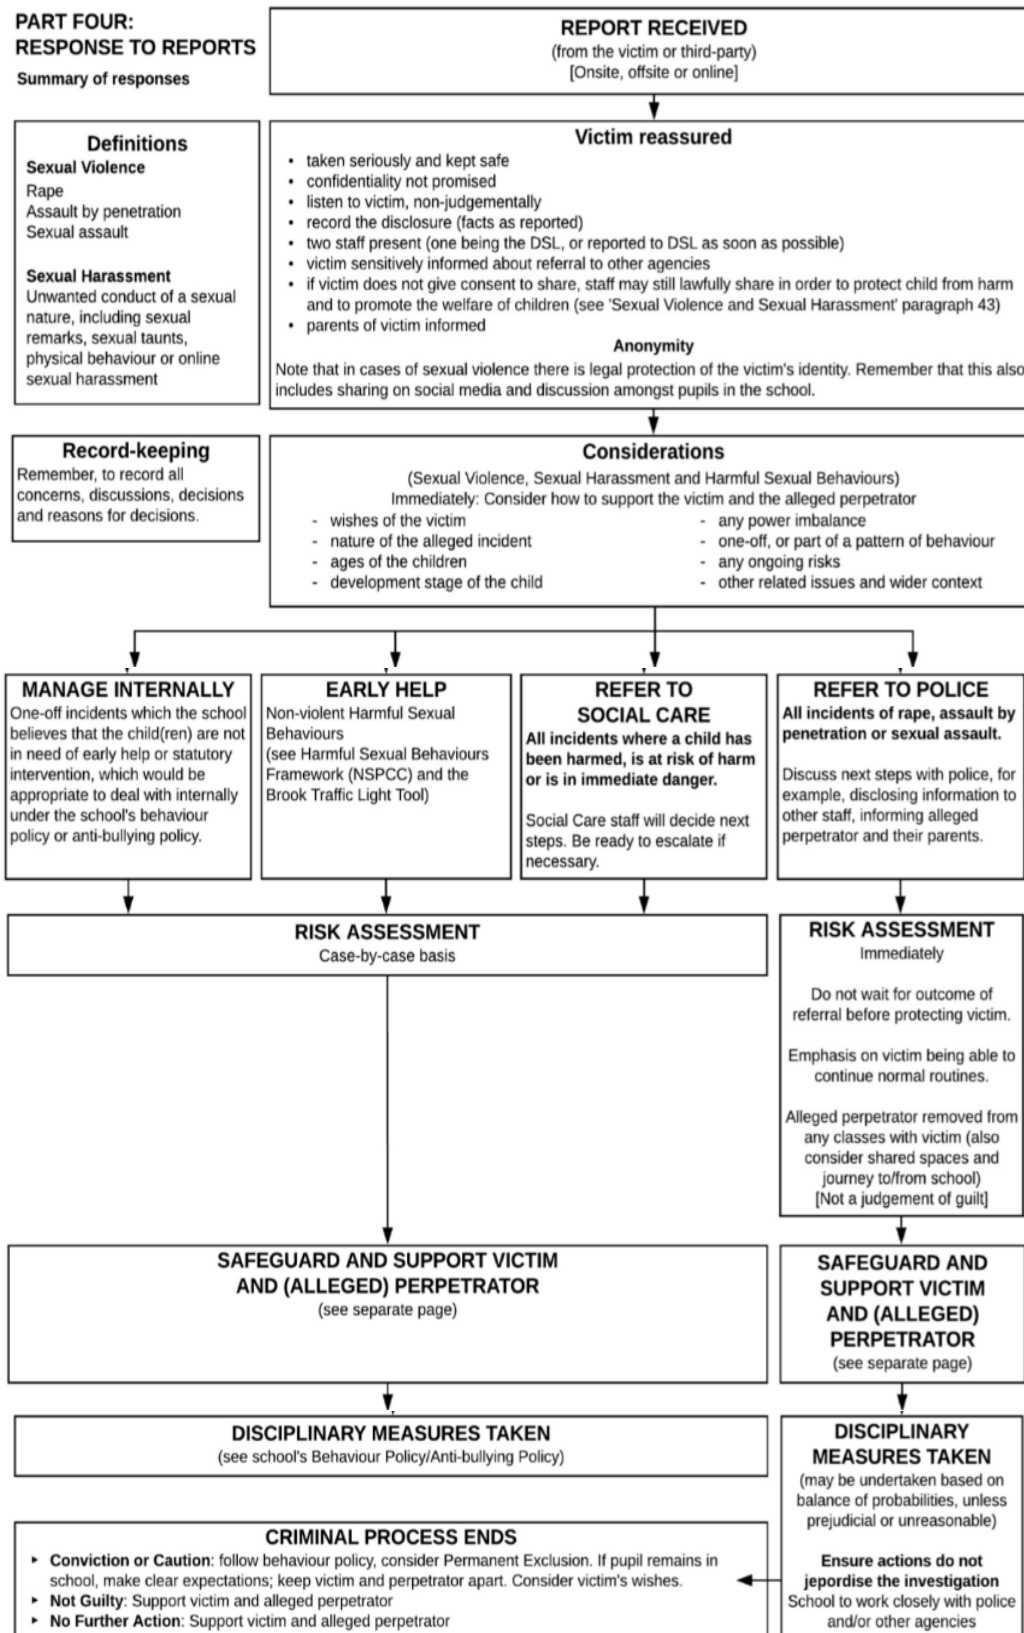 PART FOUR:
RESPONSE TO REPORTS
Summary of responses
REPORT RECEIVED
(from the victim or third-party)
[Onsite, offsite or online]
Definitions
Sexual Violence
Rape
Assault by penetration
Sexual assault
Sexual Harassment
Unwanted conduct of a sexual
nature, including sexual
remarks, sexual taunts,
physical behaviour or online
sexual harassment
Victim reassured
• taken seriously and kept safe
• confidentiality not promised
• listen to victim, non-judgementally
• record the disclosure (facts as reported)
• two staff present (one being the DSL, or reported to DSL as soon as possible)
• victim sensitively informed about referral to other agencies
• if victim does not give consent to share, staff may still lawfully share in order to protect child from harm
and to promote the welfare of children (see 'Sexual Violence and Sexual Harassment' paragraph 43)
• parents of victim informed
Anonymity
Note that in cases of sexual violence there is legal protection of the victim's identity. Remember that this also
includes sharing on social media and discussion amongst pupils in the school.
Record-keeping
Remember, to record all
concerns, discussions, decisions
and reasons for decisions.
Considerations
(Sexual Violence, Sexual Harassment and Harmful Sexual Behaviours)
Immediately: Consider how to support the victim and the alleged perpetrator
- wishes of the victim
- nature of the alleged incident
- ages of the children
- development stage of the child
- any power imbalance
- one-off, or part of a pattern of behaviour
- any ongoing risks
- other related issues and wider context
MANAGE INTERNALLY
One-off incidents which the school
believes that the child(ren) are not
in need of early help or statutory
intervention, which would be
appropriate to deal with internally
under the school's behaviour
policy or anti-bullying policy.
EARLY HELP
Non-violent Harmful Sexual
Behaviours
(see Harmful Sexual Behaviours
Framework (NSPCC) and the
Brook Traffic Light Tool)
REFER TO
SOCIAL CARE
All incidents where a child has
been harmed, is at risk of harm
or is in immediate danger.
Social Care staff will decide next
steps. Be ready to escalate if
necessary.
REFER TO POLICE
All incidents of rape, assault by
penetration or sexual assault.
Discuss next steps with police, for
example, disclosing information to
other staff, informing alleged
perpetrator and their parents.
RISK ASSESSMENT
Case-by-case basis
RISK ASSESSMENT
Immediately
Do not wait for outcome of
referral before protecting victim.
Emphasis on victim being able to
continue normal routines.
Alleged perpetrator removed from
any classes with victim (also
consider shared spaces and
journey to/from school)
[Not a judgement of guilt]
SAFEGUARD AND SUPPORT VICTIM
AND (ALLEGED) PERPETRATOR
(see separate page)
SAFEGUARD AND
SUPPORT VICTIM
AND (ALLEGED)
PERPETRATOR
(see separate page)
DISCIPLINARY MEASURES TAKEN
(see school's Behaviour Policy/Anti-bullying Policy)
DISCIPLINARY
MEASURES TAKEN
(may be undertaken based on
balance of probabilities, unless
prejudicial or unreasonable)
Ensure actions do not
jepordise the investigation
School to work closely with police
and/or other agencies
CRIMINAL PROCESS ENDS
▸ Conviction or Caution: follow behaviour policy, consider Permanent Exclusion. If pupil remains in
school, make clear expectations; keep victim and perpetrator apart. Consider victim's wishes.
▸ Not Guilty: Support victim and alleged perpetrator
▸ No Further Action: Support victim and alleged perpetrator